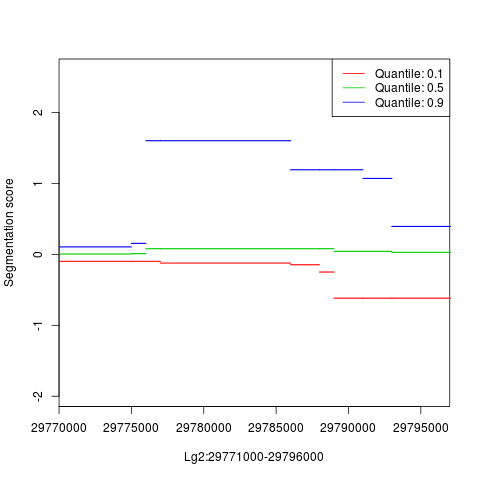 Quantile: 0.1
Quantile: 0.5
Quantile: 0.9
Segmentation score
2
1
0
-1
-2
29770000 29775000 29780000 29785000 29790000 29795000
Lg2:29771000-29796000